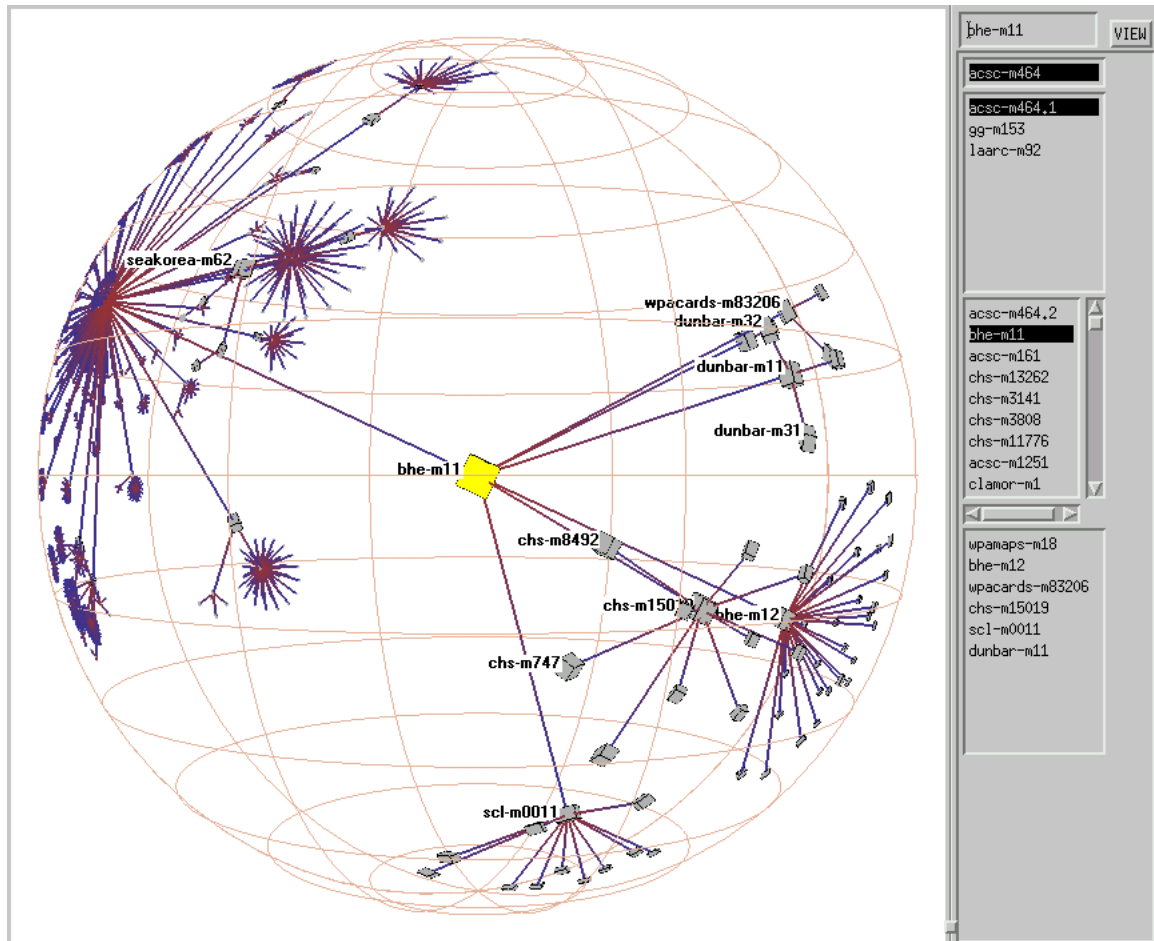 seakorea-m62
wpacards-m83206
dunbar-m32
dunbar-m11
dunbar-m31
bhe-m11
chs-m8492
bhe-m12
chs-m747
scl-m0011
bhe-m11
VIEW
acsc-m464
acsc-m464.1
gg-m153
laarc-m92
acsc-m464.2
bhe-m11
acsc-m161
chs-m13262
chs-m3141
chs-m3808
chs-m11776
acsc-m1251
clamor-m1
wpamaps-m18
bhe-m12
wpacards-m83206
chs-m15019
scl-m0011
dunbar-m11